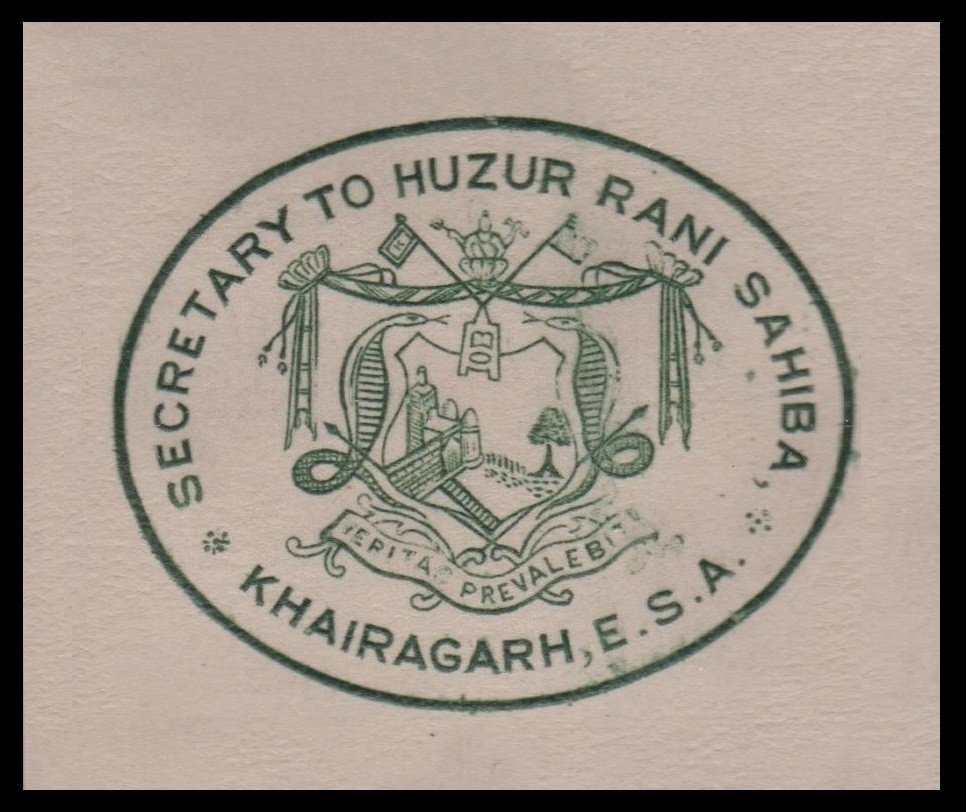 SECRETARY TO HUZUR RANI SAHIBA,
VERITAS PREVALEBIT
KHAIRAGARH, E.S.A.